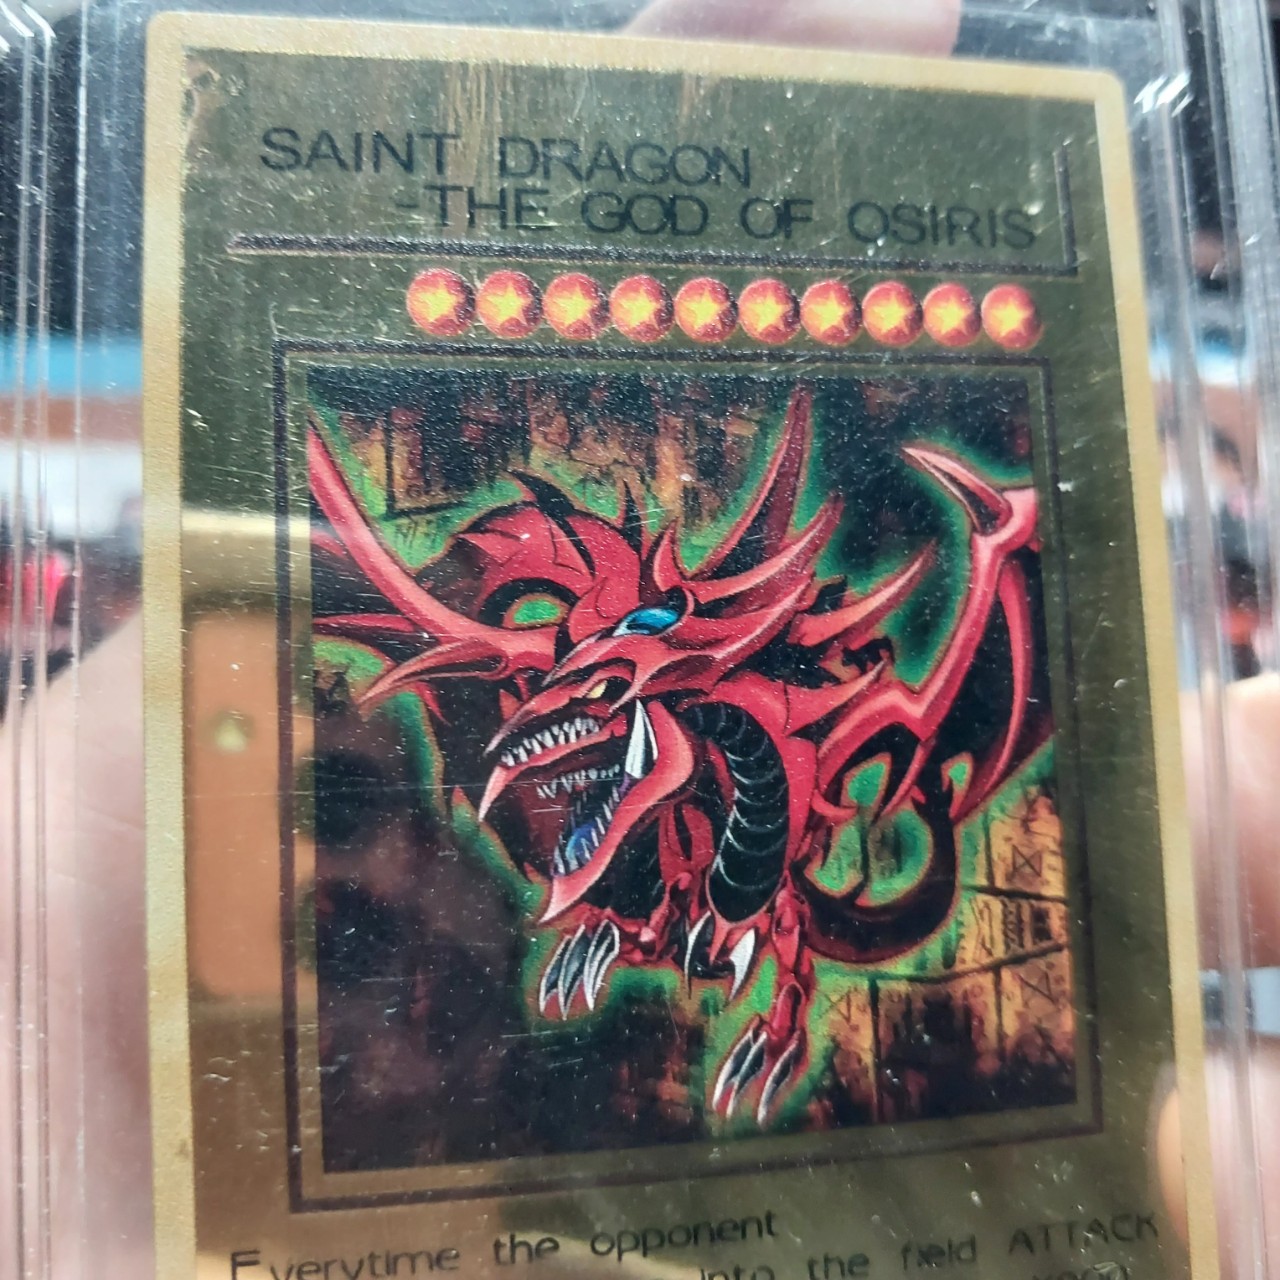 SAINT DRAGON
-THE GOD OF OSIRIS
Everytime the opponent
into the field ATTACK